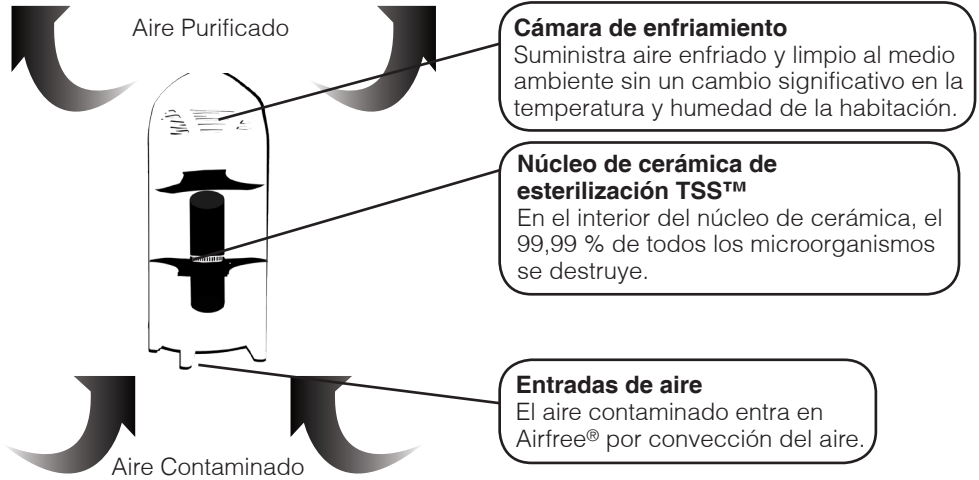 Aire Purificado
Cámara de enfriamiento
Suministra aire enfriado y limpio al medio
ambiente sin un cambio significativo en la
temperatura y humedad de la habitación.
Núcleo de cerámica de
esterilización TSS™
En el interior del núcleo de cerámica, el
99,99 % de todos los microorganismos
se destruye.
Entradas de aire
El aire contaminado entra en
Airfree® por convección del aire.
Aire Contaminado